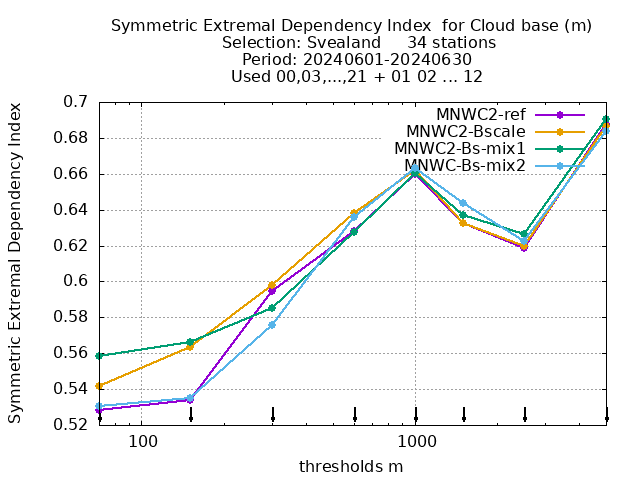 Symmetric Extremal Dependency Index  for Cloud base (m)
Selection: Svealand     34 stations
Period: 20240601-20240630
Used 00,03,...,21 + 01 02 ... 12
Symmetric Extremal Dependency Index
0.7
0.68
0.66
0.64
0.62
0.6
0.58
0.56
0.54
0.52
MNWC2-ref
MNWC2-Bscale
MNWC2-Bs-mix1
MNWC-Bs-mix2
100
1000
thresholds m